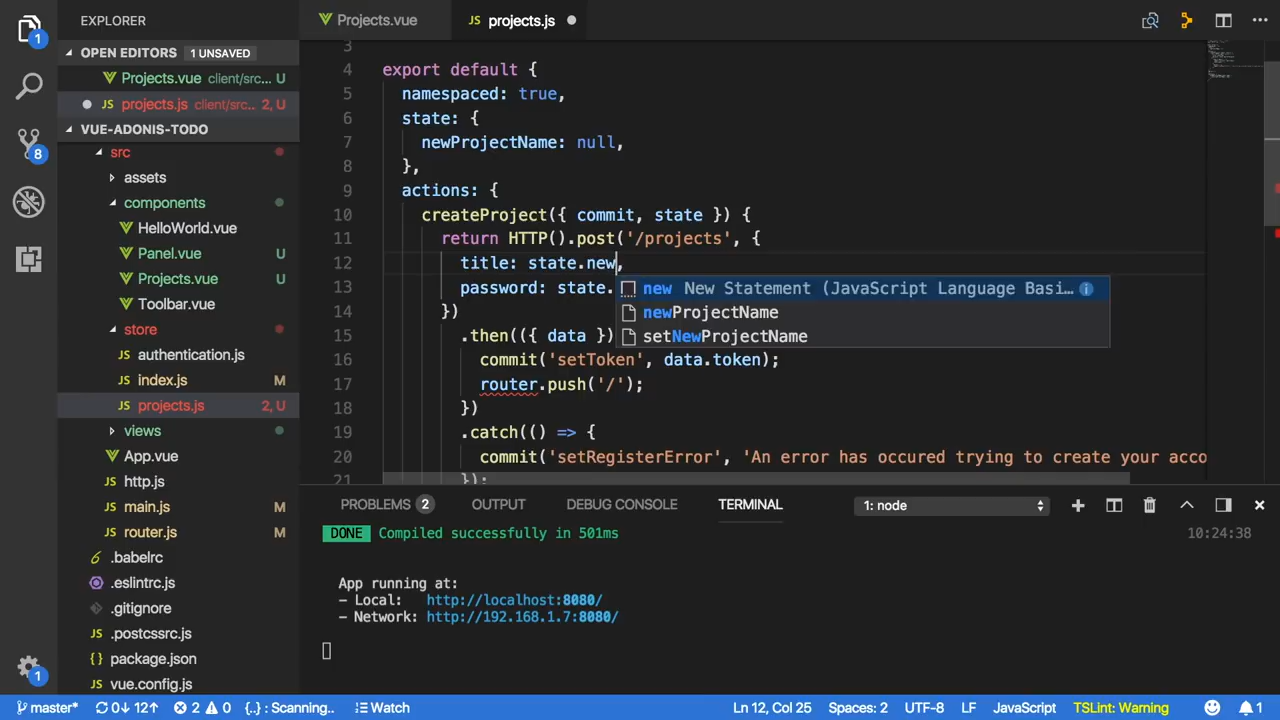 EXPLORER
Projects.vue
projects.js
OPEN EDITORS 1 UNSAVED
Projects.vue client/src... U
projects.js client/src... 2, U
VUE-ADONIS-TODO
src
assets
components
HelloWorld.vue
Panel.vue
Projects.vue
Toolbar.vue
store
authentication.js
index.js M
projects.js 2, U
views
App.vue
http.js
main.js M
router.js M
.babelrc
.eslintrc.js
.gitignore
.postcssrc.js
package.json
vue.config.js
1
8
1
3
4 export default {
5 namespaced: true,
6 state: {
7 newProjectName: null,
8 },
9 actions: {
10 createProject({ commit, state }) {
11 return HTTP().post('/projects', {
12 title: state.new,
13 password: state.
14 })
15 .then(({ data })
16 commit('setToken', data.token);
17 router.push('/');
18 })
19 .catch(() => {
20 commit('setRegisterError', 'An error has occured trying to create your acco
21 });
new New Statement (JavaScript Language Basi...
newProjectName
setNewProjectName
PROBLEMS 2 OUTPUT DEBUG CONSOLE TERMINAL 1: node
DONE Compiled successfully in 501ms 10:24:38
App running at:
- Local: http://localhost:8080/
- Network: http://192.168.1.7:8080/
master* 0↓ 12↑ 2 0 {..} : Scanning.. Watch Ln 12, Col 25 Spaces: 2 UTF-8 LF JavaScript TSLint: Warning 1